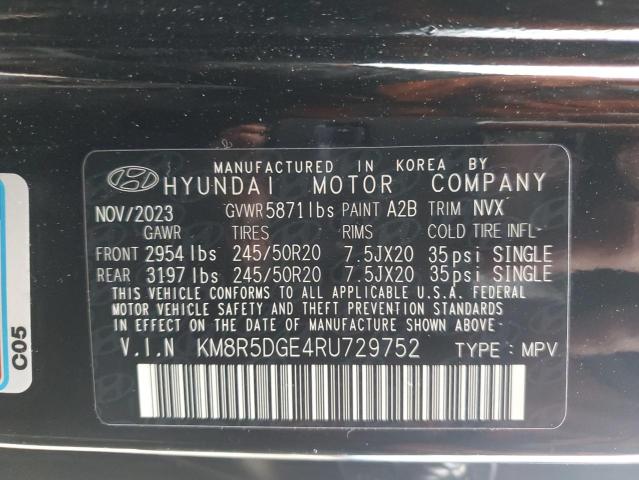 MANUFACTURED IN KOREA BY
HYUNDAI MOTOR COMPANY
NOV/2023 GVWR 5871lbs PAINT A2B TRIM NVX
GAWR TIRES RIMS COLD TIRE INFL-
FRONT 2954 lbs 245/50R20 7.5JX20 35psi SINGLE
REAR 3197 lbs 245/50R20 7.5JX20 35psi SINGLE
THIS VEHICLE CONFORMS TO ALL APPLICABLE U.S.A. FEDERAL
MOTOR VEHICLE SAFETY, BUMPER, AND THEFT PREVENTION STANDARDS
IN EFFECT ON THE DATE OF MANUFACTURE SHOWN ABOVE.
V.I.N KM8R5DGE4RU729752 TYPE : MPV
C05